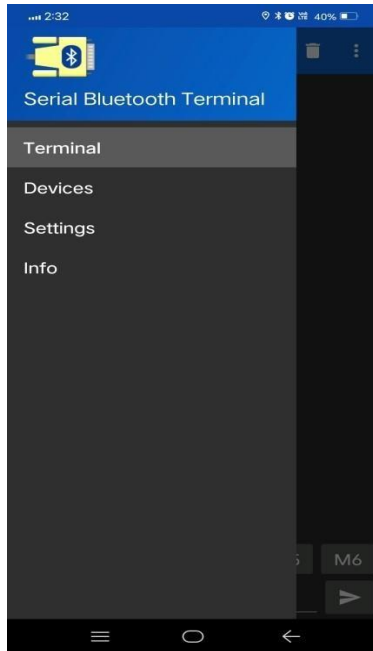 2:32
40%
Serial Bluetooth Terminal
Terminal
Devices
Settings
Info
M6